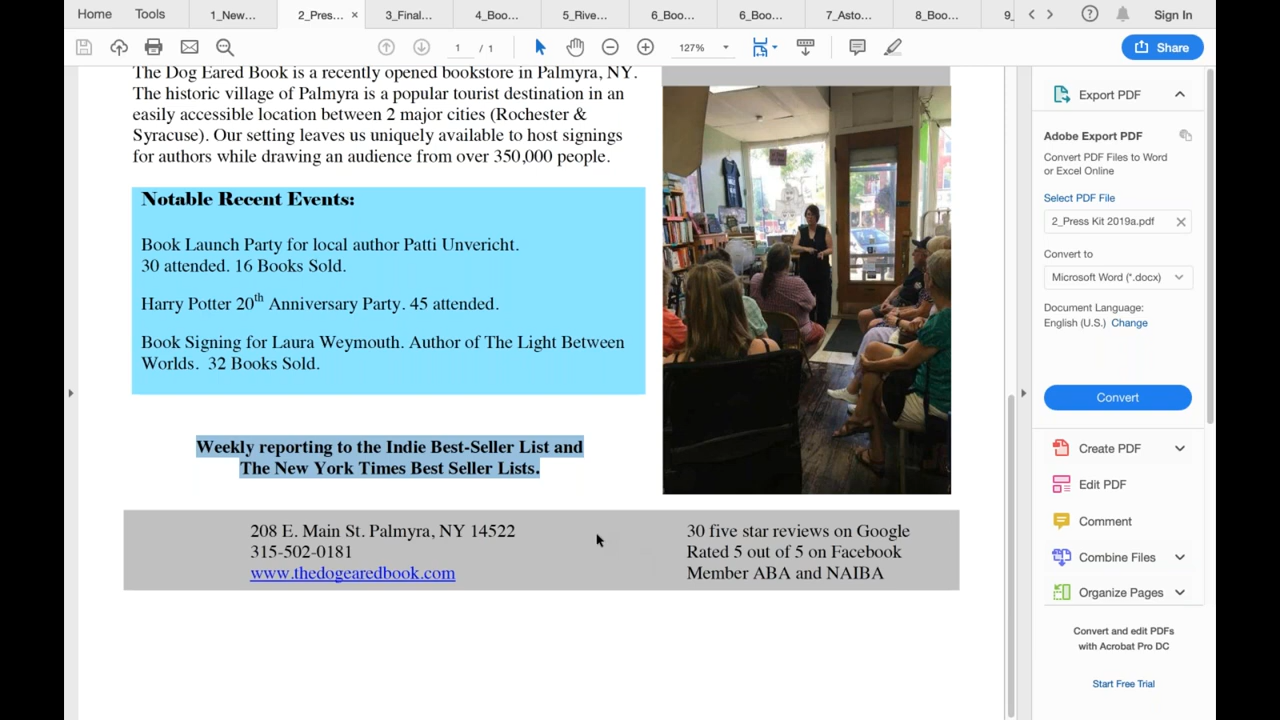 Home Tools 1_New... 2_Pres... × 3_Final... 4_Boo... 5_Rive... 6_Boo... 6_Boo... 7_Asto... 8_Boo... 9_ Sign In
1 / 1 127% Share
The Dog Eared Book is a recently opened bookstore in Palmyra, NY.
The historic village of Palmyra is a popular tourist destination in an
easily accessible location between 2 major cities (Rochester &
Syracuse). Our setting leaves us uniquely available to host signings
for authors while drawing an audience from over 350,000 people.
Notable Recent Events:
Book Launch Party for local author Patti Unvericht.
30 attended. 16 Books Sold.
Harry Potter 20th Anniversary Party. 45 attended.
Book Signing for Laura Weymouth. Author of The Light Between
Worlds. 32 Books Sold.
Weekly reporting to the Indie Best-Seller List and
The New York Times Best Seller Lists.
208 E. Main St. Palmyra, NY 14522
315-502-0181
www.thedogearedbook.com
30 five star reviews on Google
Rated 5 out of 5 on Facebook
Member ABA and NAIBA
Export PDF
Adobe Export PDF
Convert PDF Files to Word
or Excel Online
Select PDF File
2_Press Kit 2019a.pdf
Convert to
Microsoft Word (*.docx)
Document Language:
English (U.S.) Change
Convert
Create PDF
Edit PDF
Comment
Combine Files
Organize Pages
Convert and edit PDFs
with Acrobat Pro DC
Start Free Trial